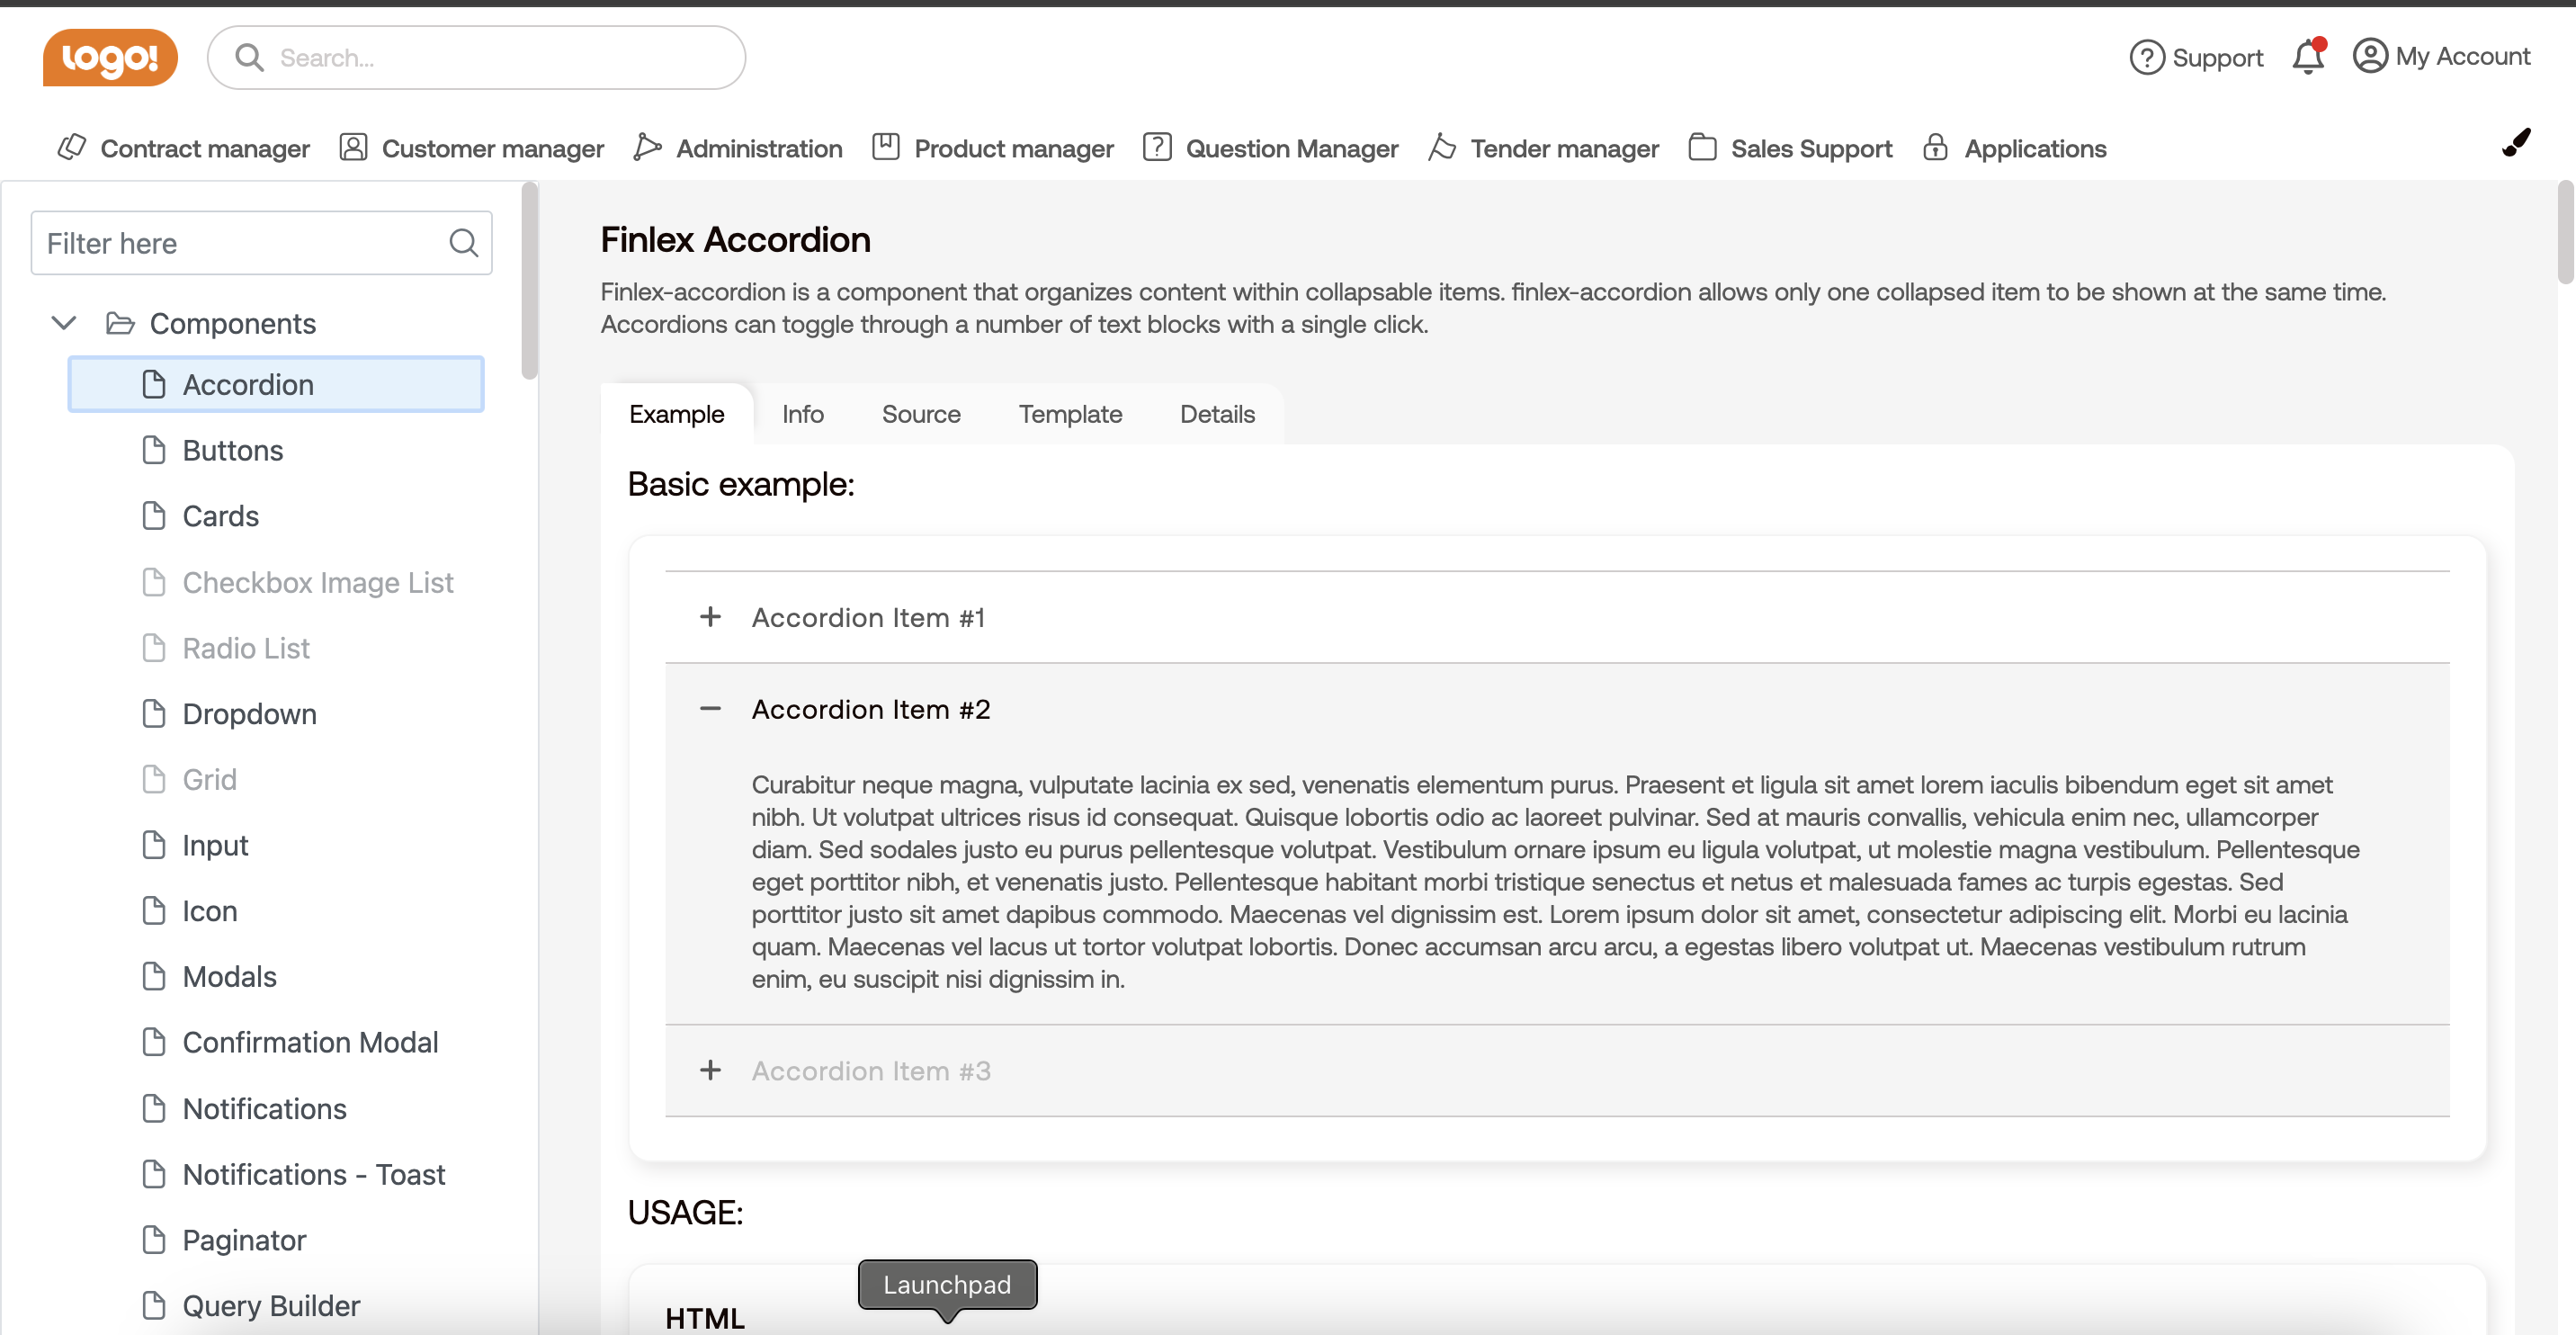 logo!
Search...
Support
My Account
Contract manager
Customer manager
Administration
Product manager
Question Manager
Tender manager
Sales Support
Applications
Filter here
Components
Accordion
Buttons
Cards
Checkbox Image List
Radio List
Dropdown
Grid
Input
Icon
Modals
Confirmation Modal
Notifications
Notifications - Toast
Paginator
Query Builder
Finlex Accordion
Finlex-accordion is a component that organizes content within collapsable items. finlex-accordion allows only one collapsed item to be shown at the same time.
Accordions can toggle through a number of text blocks with a single click.
Example
Info
Source
Template
Details
Basic example:
Accordion Item #1
Accordion Item #2
Curabitur neque magna, vulputate lacinia ex sed, venenatis elementum purus. Praesent et ligula sit amet lorem iaculis bibendum eget sit amet
nibh. Ut volutpat ultrices risus id consequat. Quisque lobortis odio ac laoreet pulvinar. Sed at mauris convallis, vehicula enim nec, ullamcorper
diam. Sed sodales justo eu purus pellentesque volutpat. Vestibulum ornare ipsum eu ligula volutpat, ut molestie magna vestibulum. Pellentesque
eget porttitor nibh, et venenatis justo. Pellentesque habitant morbi tristique senectus et netus et malesuada fames ac turpis egestas. Sed
porttitor justo sit amet dapibus commodo. Maecenas vel dignissim est. Lorem ipsum dolor sit amet, consectetur adipiscing elit. Morbi eu lacinia
quam. Maecenas vel lacus ut tortor volutpat lobortis. Donec accumsan arcu arcu, a egestas libero volutpat ut. Maecenas vestibulum rutrum
enim, eu suscipit nisi dignissim in.
Accordion Item #3
USAGE:
Launchpad
HTML